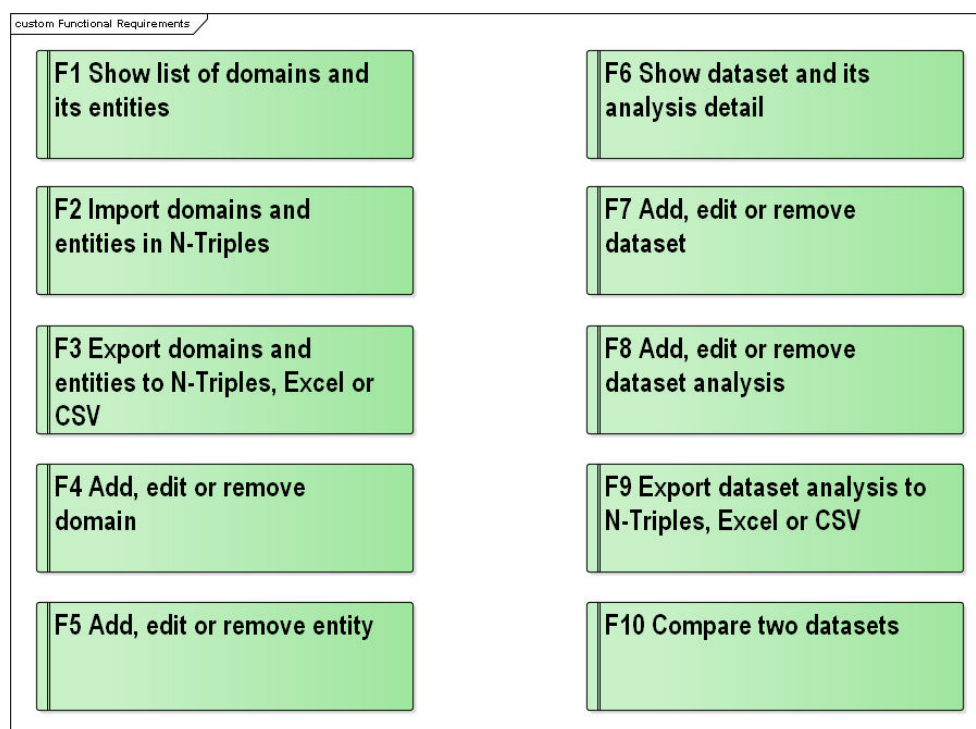 custom Functional Requirements
F1 Show list of domains and
its entities
F2 Import domains and
entities in N-Triples
F3 Export domains and
entities to N-Triples, Excel or
CSV
F4 Add, edit or remove
domain
F5 Add, edit or remove entity
F6 Show dataset and its
analysis detail
F7 Add, edit or remove
dataset
F8 Add, edit or remove
dataset analysis
F9 Export dataset analysis to
N-Triples, Excel or CSV
F10 Compare two datasets